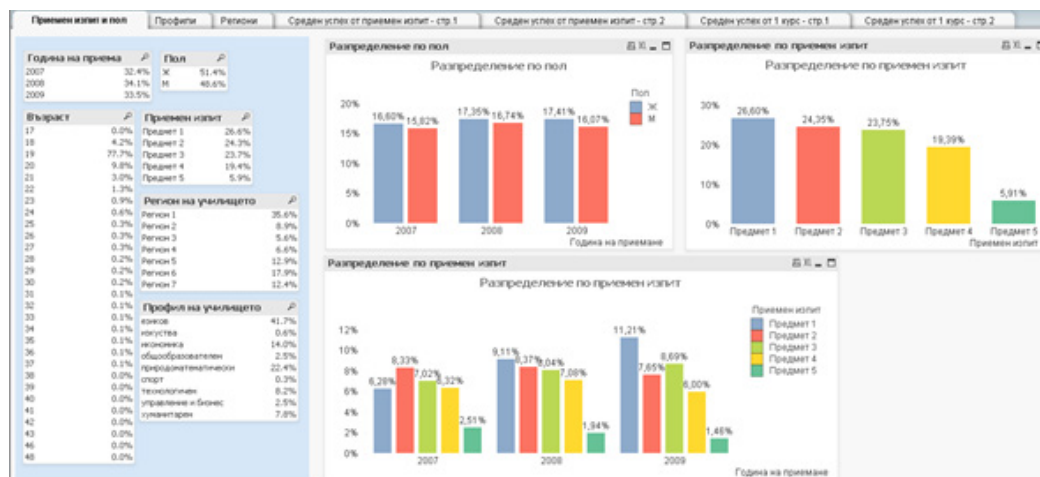 Приемен изпит и пол
Профили
Региони
Среден успех от приемен изпит - стр.1
Среден успех от приемен изпит - стр.2
Среден успех от 1 курс - стр.1
Среден успех от 1 курс - стр.2
Година на приема
2007 32.4%
2008 34.1%
2009 33.5%
Пол
Ж 51.4%
М 48.6%
Възраст
17 0.0%
18 4.2%
19 77.7%
20 9.8%
21 3.0%
22 1.3%
23 0.9%
24 0.6%
25 0.3%
26 0.3%
27 0.3%
28 0.2%
29 0.2%
30 0.2%
31 0.1%
32 0.1%
33 0.1%
34 0.1%
35 0.1%
36 0.1%
37 0.1%
38 0.0%
39 0.0%
40 0.0%
41 0.0%
42 0.0%
43 0.0%
46 0.0%
48 0.0%
Приемен изпит
Предмет 1 26.6%
Предмет 2 24.3%
Предмет 3 23.7%
Предмет 4 19.4%
Предмет 5 5.9%
Регион на училището
Регион 1 35.6%
Регион 2 8.9%
Регион 3 5.6%
Регион 4 6.6%
Регион 5 12.9%
Регион 6 17.9%
Регион 7 12.4%
Профил на училището
езиков 41.7%
изкуства 0.6%
икономика 14.0%
общообразователен 2.5%
природоматематически 22.4%
спорт 0.3%
технологичен 8.2%
управление и бизнес 2.5%
хуманитарен 7.8%
Разпределение по пол
Разпределение по пол
Пол
Ж
М
20%
15%
10%
5%
0%
16,60% 15,82% 17,35% 16,74% 17,41% 16,07%
2007 2008 2009
Година на приемане
Разпределение по приемен изпит
Разпределение по приемен изпит
30%
20%
10%
0%
26,60% 24,35% 23,75% 19,39% 5,91%
Предмет 1 Предмет 2 Предмет 3 Предмет 4 Предмет 5
Приемен изпит
Разпределение по приемен изпит
Разпределение по приемен изпит
Приемен изпит
Предмет 1
Предмет 2
Предмет 3
Предмет 4
Предмет 5
12%
10%
8%
6%
4%
2%
0%
6,28% 8,33% 7,02% 6,32% 2,51%
9,11% 8,37% 8,04% 7,08% 1,94%
11,21% 7,65% 8,69% 6,00% 1,46%
2007 2008 2009
Година на приемане